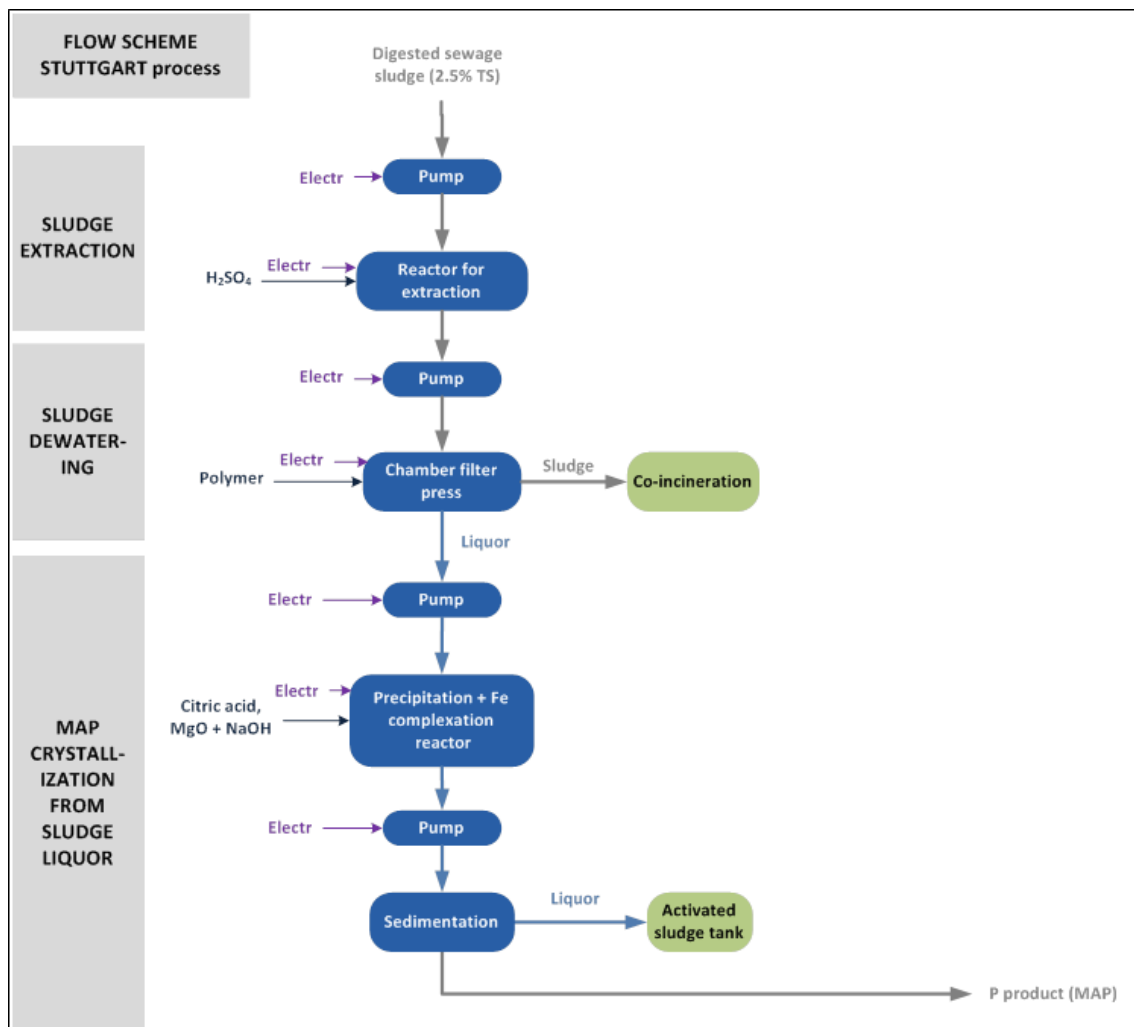 FLOW SCHEME
STUTTGART process
Digested sewage
sludge (2.5% TS)
SLUDGE
EXTRACTION
Electr
Pump
Electr
H₂SO₄
Reactor for
extraction
SLUDGE
DEWATER-
ING
Electr
Pump
Electr
Polymer
Chamber filter
press
Sludge
Co-incineration
Liquor
MAP
CRYSTALL-
IZATION
FROM
SLUDGE
LIQUOR
Electr
Pump
Electr
Citric acid,
MgO + NaOH
Precipitation + Fe
complexation
reactor
Electr
Pump
Sedimentation
Liquor
Activated
sludge tank
P product (MAP)